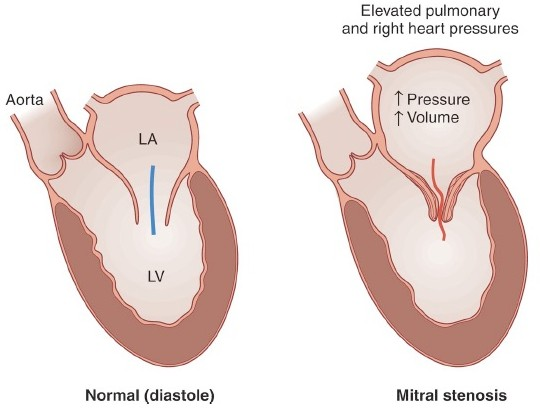 Elevated pulmonary
and right heart pressures
Aorta
LA
LV
↑ Pressure
↑ Volume
Normal (diastole)
Mitral stenosis